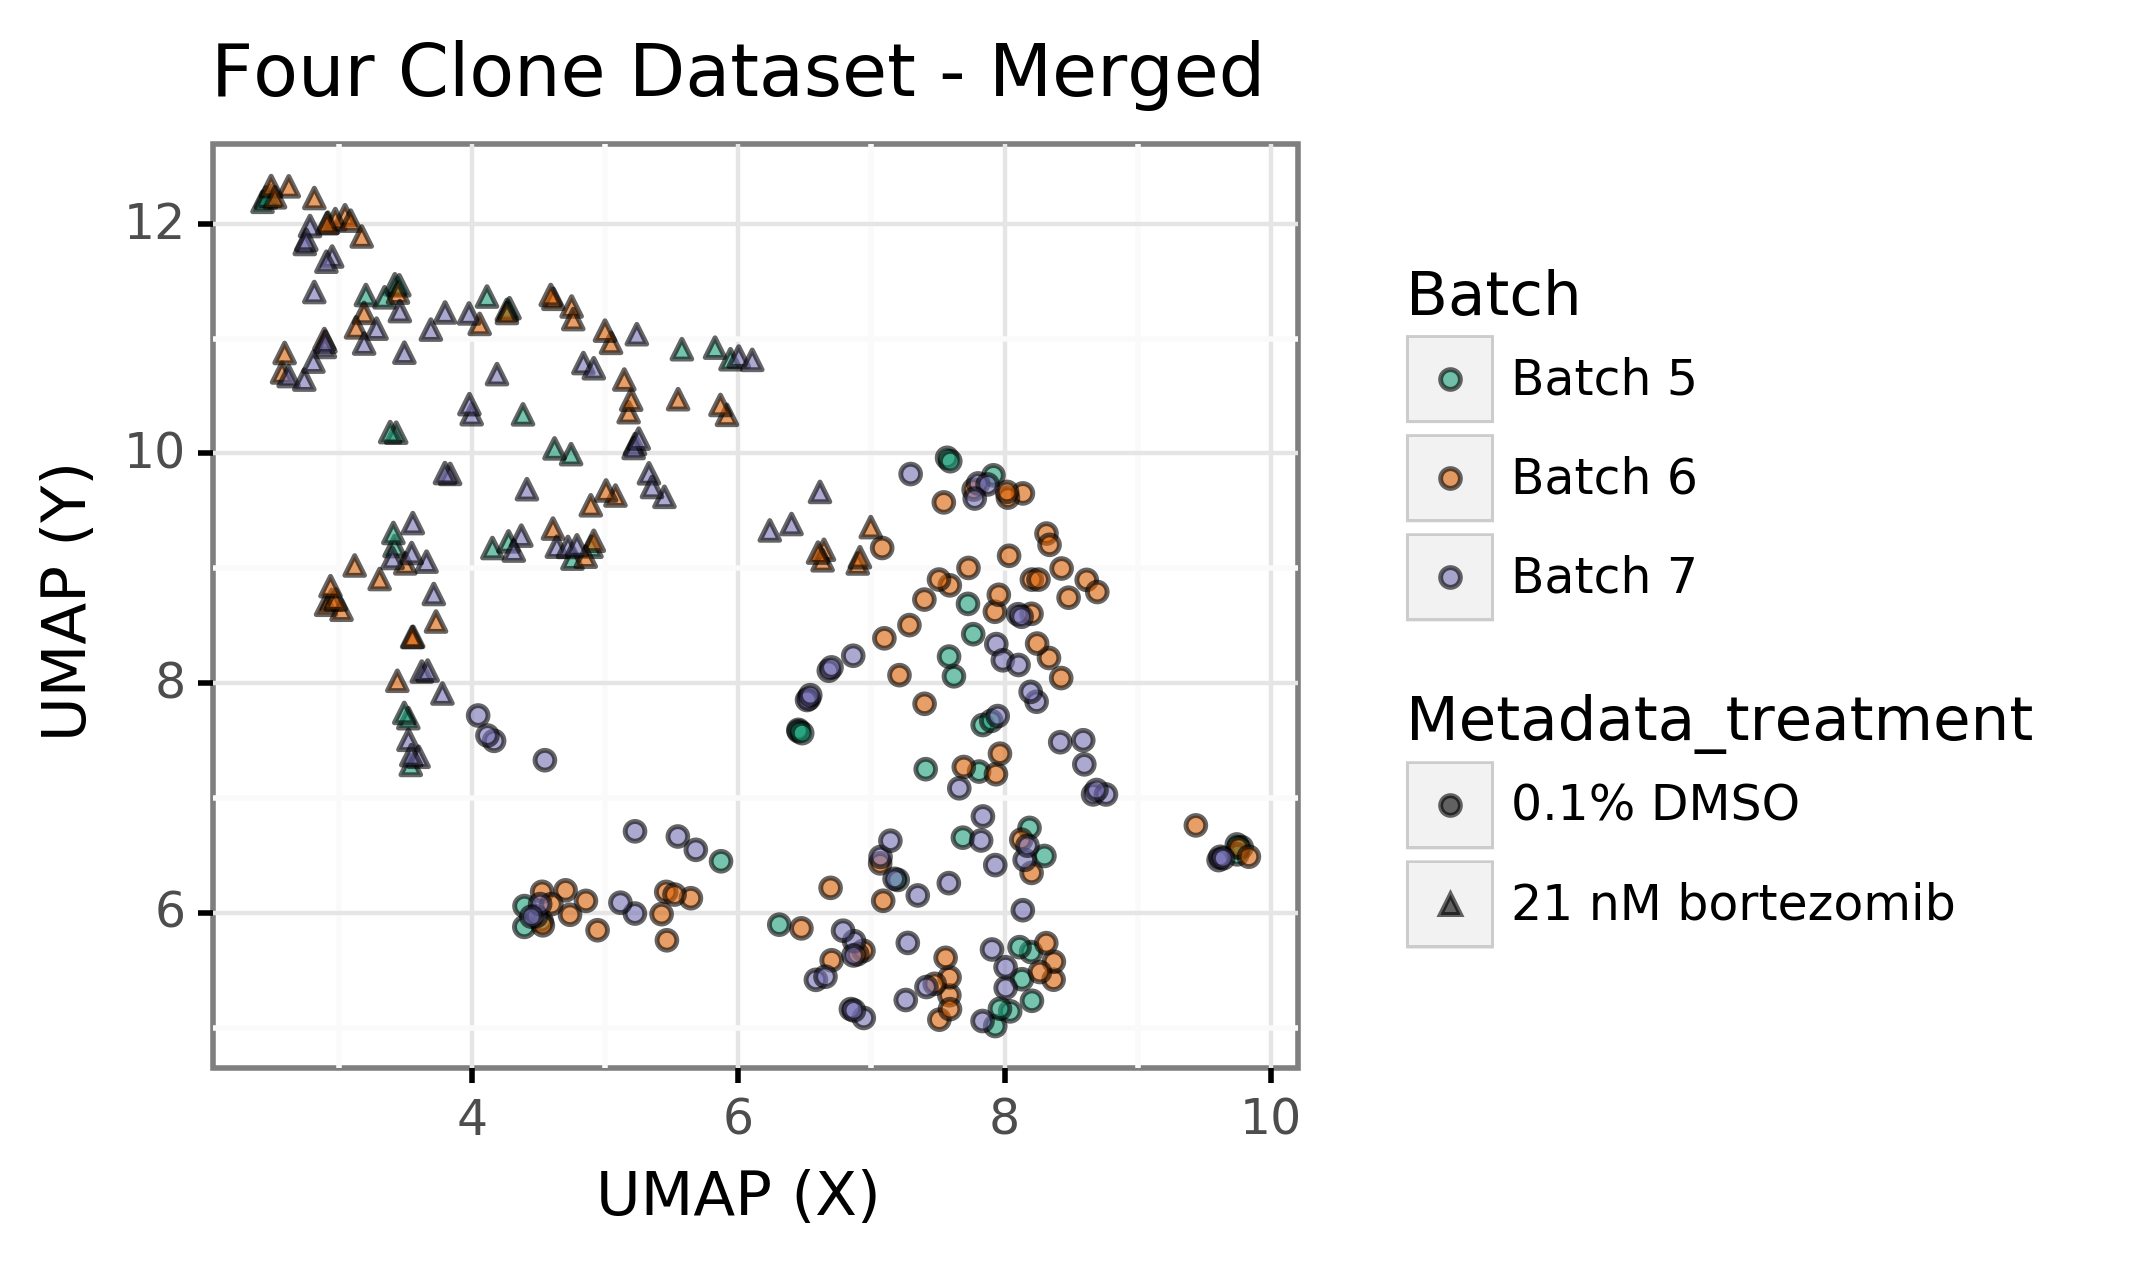 Four Clone Dataset - Merged
UMAP (Y)
12
10
8
6
4
6
8
10
UMAP (X)
Batch
Batch 5
Batch 6
Batch 7
Metadata_treatment
0.1% DMSO
21 nM bortezomib